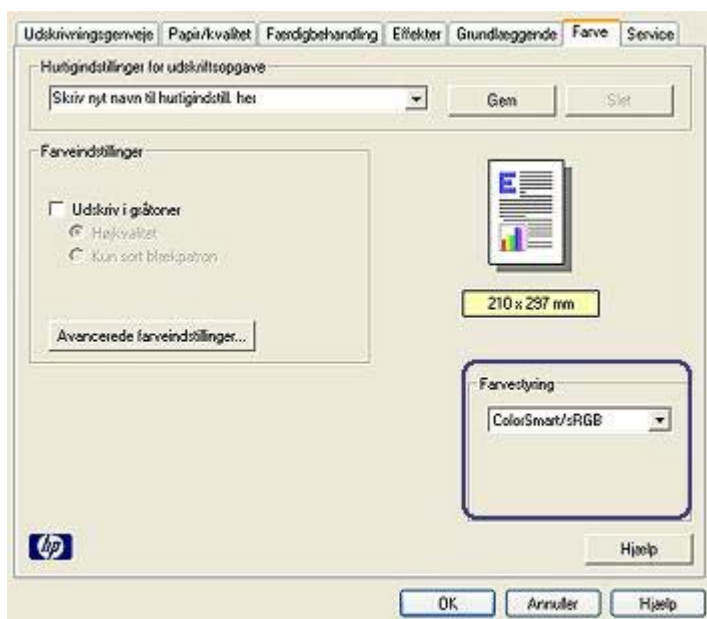 Udskrivningsgenveje Papir/kvalitet Færdigbehandling Effekter Grundlæggende Farve Service
Hurtigindstillinger for udskriftsopgave
Skriv nyt navn til hurtigindstill. her
Gem Slet
Farveindstillinger
Udskriv i gråtoner
Højkvalitet
Kun sort blækpatron
E
210 x 297 mm
Avancerede farveindstillinger...
Farvestyring
ColorSmart/sRGB
hp
Hjælp
OK Annuller Hjælp